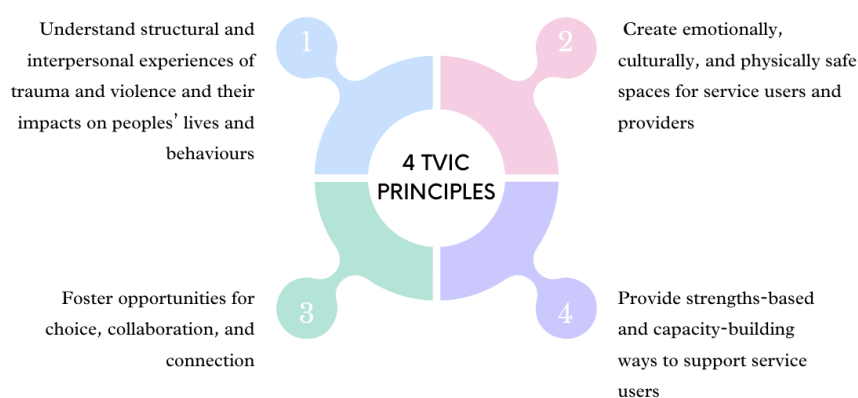 1
Understand structural and
interpersonal experiences of
trauma and violence and their
impacts on peoples’ lives and
behaviours
2
Create emotionally,
culturally, and physically safe
spaces for service users and
providers
4 TVIC
PRINCIPLES
3
Foster opportunities for
choice, collaboration, and
connection
4
Provide strengths-based
and capacity-building
ways to support service
users